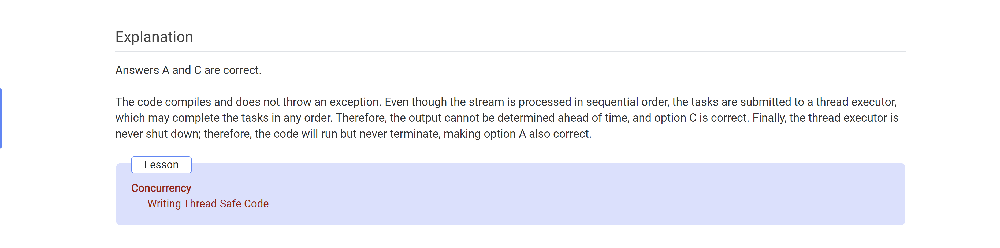 Explanation
Answers A and C are correct.
The code compiles and does not throw an exception. Even though the stream is processed in sequential order, the tasks are submitted to a thread executor,
which may complete the tasks in any order. Therefore, the output cannot be determined ahead of time, and option C is correct. Finally, the thread executor is
never shut down; therefore, the code will run but never terminate, making option A also correct.
Lesson
Concurrency
Writing Thread-Safe Code